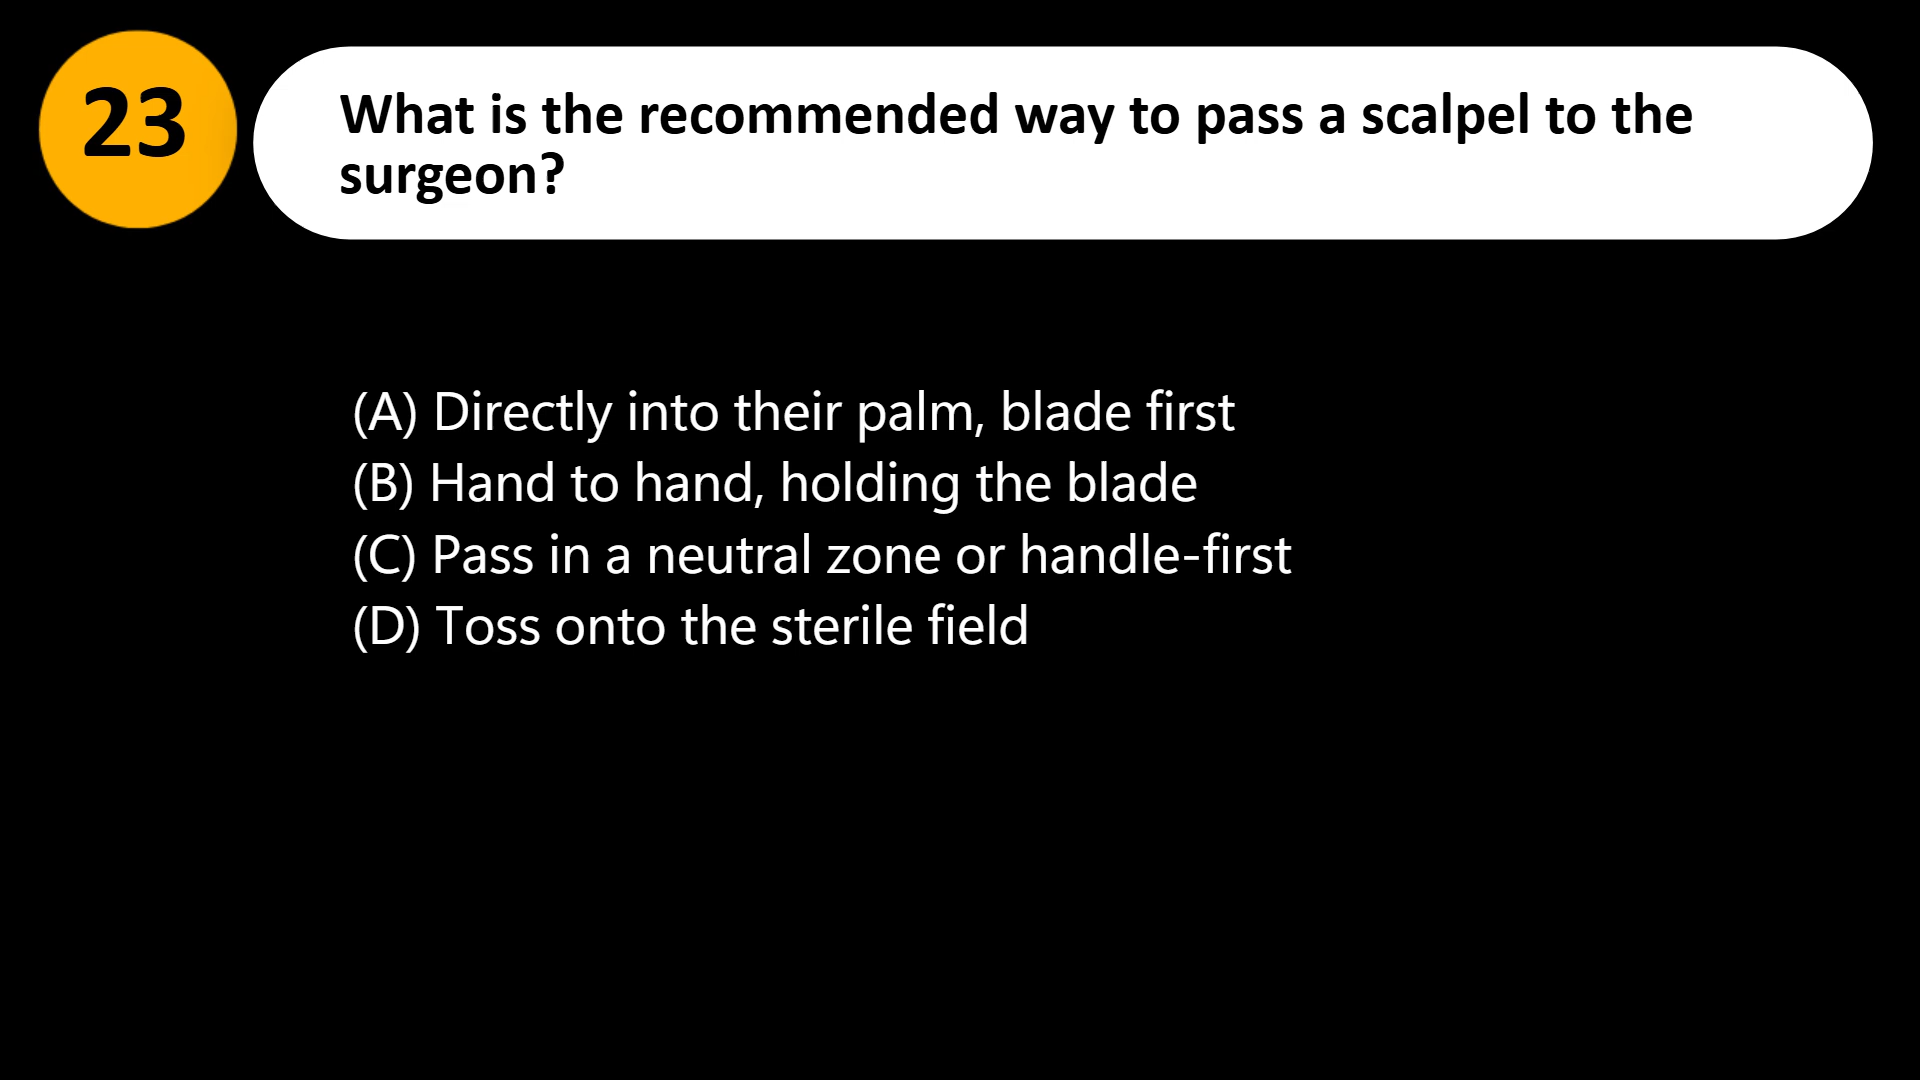 23
What is the recommended way to pass a scalpel to the
surgeon?
(A) Directly into their palm, blade first
(B) Hand to hand, holding the blade
(C) Pass in a neutral zone or handle-first
(D) Toss onto the sterile field